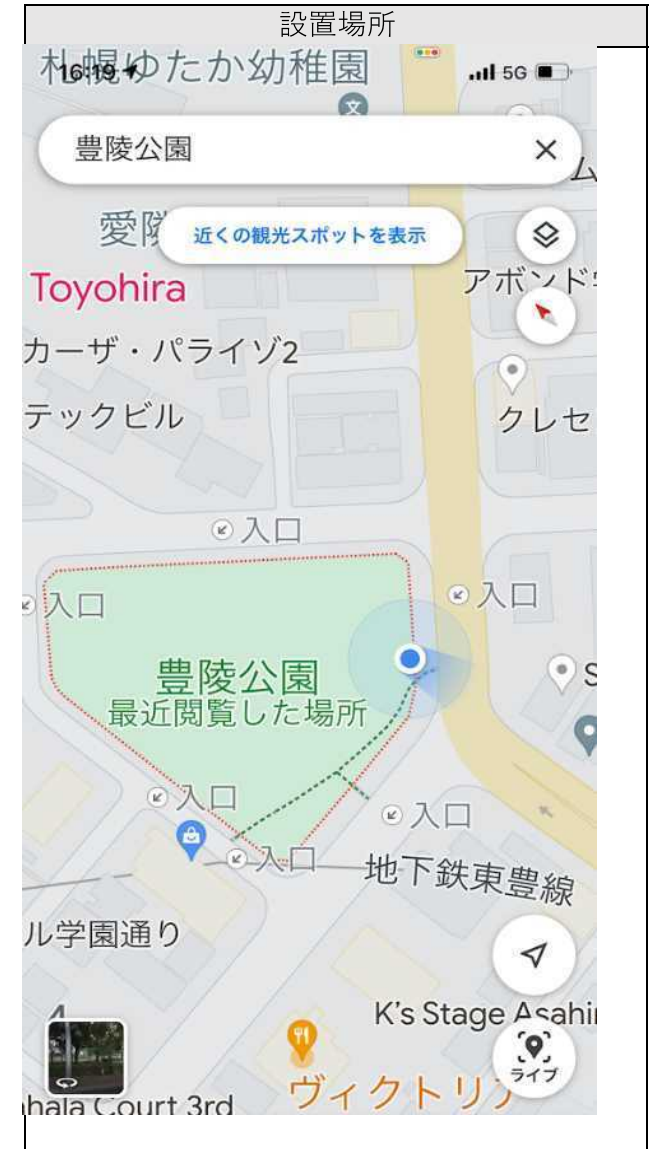 設置場所
札幌ゆたか幼稚園
16:19
5G
豊陵公園
近くの観光スポットを表示
Toyohira
カーザ・パライゾ2
テックビル
クレセ
入口
入口
入口
豊陵公園
最近閲覧した場所
入口
入口
入口
地下鉄東豊線
ル学園通り
K's Stage Asahi
ライブ
ヴィクトリア
Court 3rd